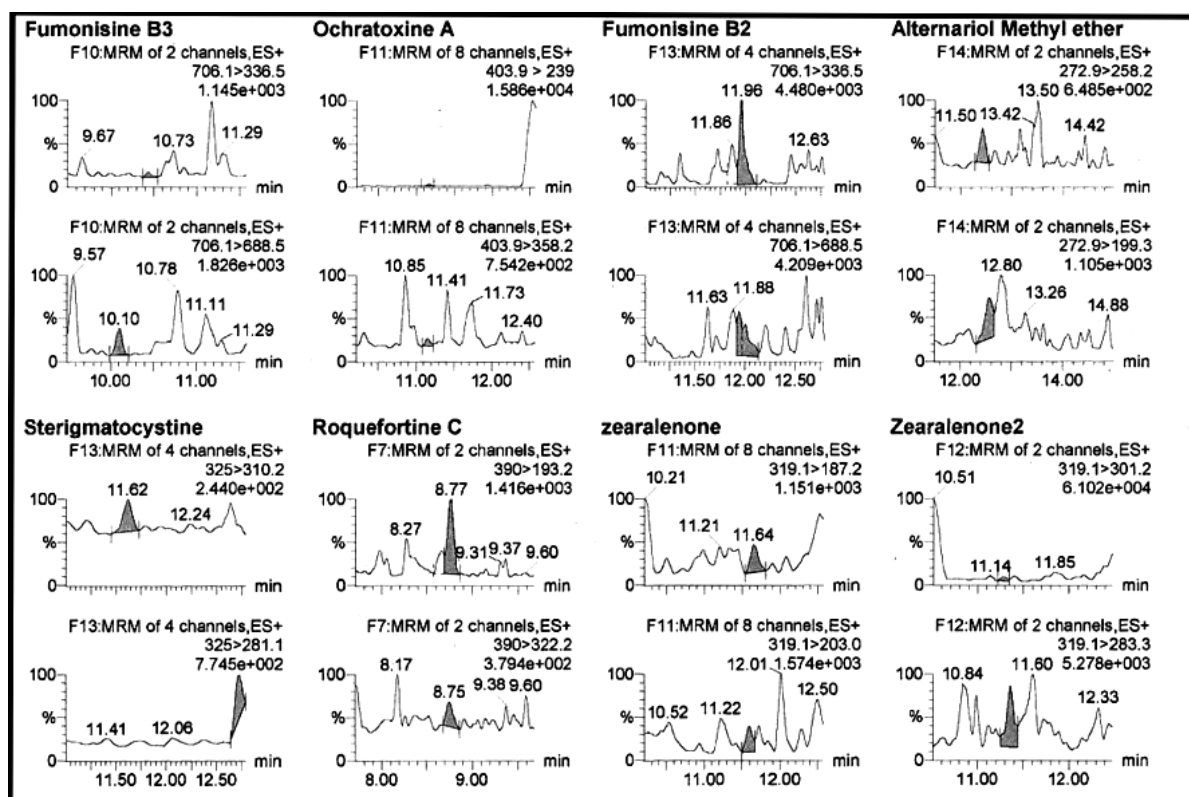 Fumonisine B3
F10:MRM of 2 channels,ES+
706.1>336.5
1.145e+003
100
%
0
9.67
10.73
11.29
min
F10:MRM of 2 channels,ES+
706.1>688.5
1.826e+003
100
%
0
9.57
10.10
10.78
11.11
11.29
min
10.00
11.00
Ochratoxine A
F11:MRM of 8 channels,ES+
403.9 > 239
1.586e+004
100
%
0
min
F11:MRM of 8 channels,ES+
403.9>358.2
7.542e+002
100
%
0
10.85
11.41
11.73
12.40
min
11.00
12.00
Fumonisine B2
F13:MRM of 4 channels,ES+
706.1>336.5
4.480e+003
100
%
0
11.86
11.96
12.63
min
F13:MRM of 4 channels,ES+
706.1>688.5
4.209e+003
100
%
0
11.63
11.88
min
11.50
12.00
12.50
Alternariol Methyl ether
F14:MRM of 2 channels,ES+
272.9>258.2
6.485e+002
100
%
0
11.50
13.42
13.50
14.42
min
F14:MRM of 2 channels,ES+
272.9>199.3
1.105e+003
100
%
0
12.80
13.26
14.88
min
12.00
14.00
Sterigmatocystine
F13:MRM of 4 channels,ES+
325>310.2
2.440e+002
100
%
0
11.62
12.24
min
F13:MRM of 4 channels,ES+
325>281.1
7.745e+002
100
%
0
11.41
12.06
min
11.50
12.00
12.50
Roquefortine C
F7:MRM of 2 channels,ES+
390>193.2
1.416e+003
100
%
0
8.27
8.77
9.31
9.37
9.60
min
F7:MRM of 2 channels,ES+
390>322.2
3.794e+002
100
%
0
8.17
8.75
9.38
9.60
min
8.00
9.00
zearalenone
F11:MRM of 8 channels,ES+
319.1>187.2
1.151e+003
100
%
0
10.21
11.21
11.64
min
F11:MRM of 8 channels,ES+
319.1>203.0
1.574e+003
100
%
0
10.52
11.22
12.01
12.50
min
11.00
12.00
Zearalenone2
F12:MRM of 2 channels,ES+
319.1>301.2
6.102e+004
100
%
0
10.51
11.14
11.85
min
F12:MRM of 2 channels,ES+
319.1>283.3
5.278e+003
100
%
0
10.84
11.60
12.33
min
11.00
12.00